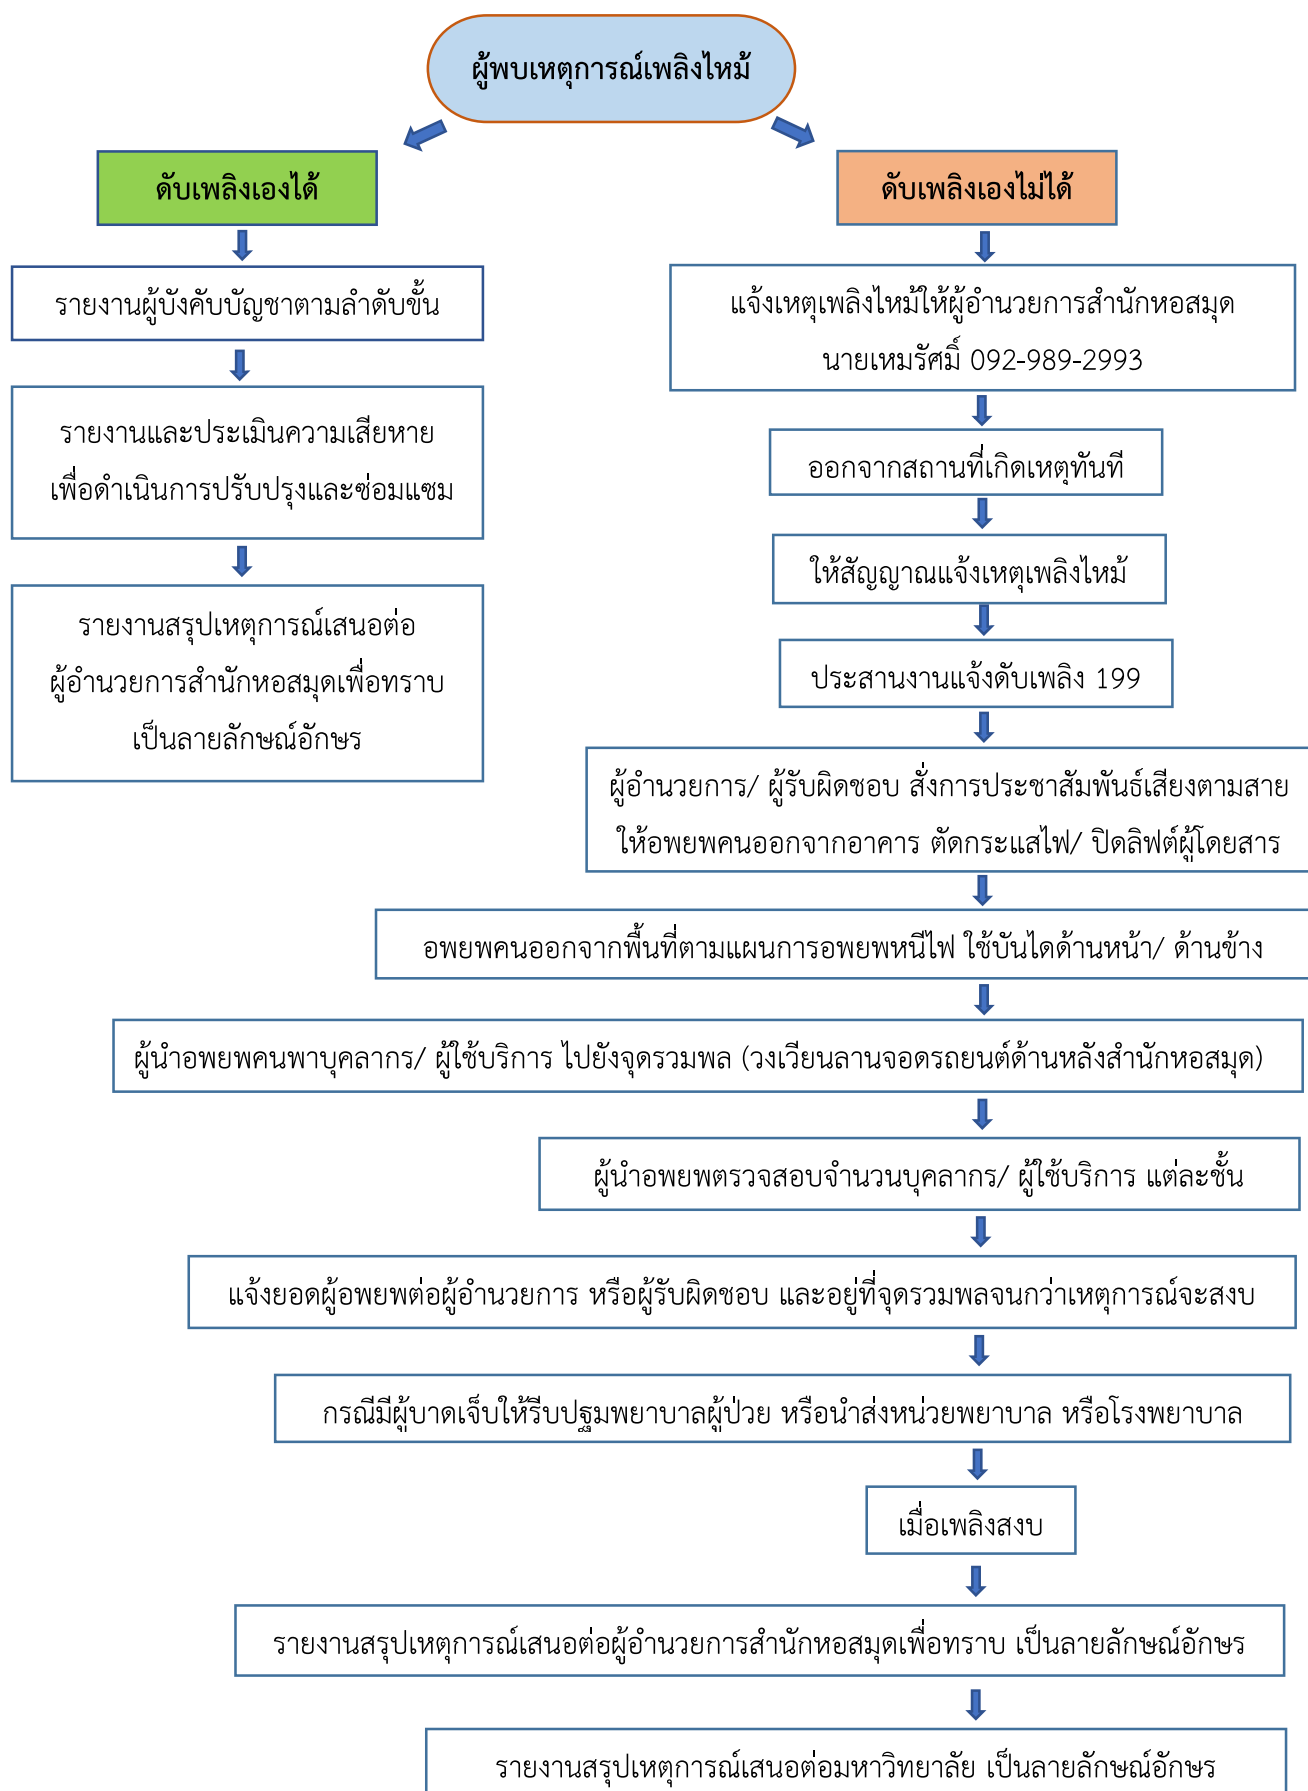 ผู้พบเหตุการณ์เพลิงไหม้
ดับเพลิงเองได้
รายงานผู้บังคับบัญชาตามลำดับขั้น
รายงานและประเมินความเสียหาย
เพื่อดำเนินการปรับปรุงและซ่อมแซม
รายงานสรุปเหตุการณ์เสนอต่อ
ผู้อำนวยการสำนักหอสมุดเพื่อทราบ
เป็นลายลักษณ์อักษร
ดับเพลิงเองไม่ได้
แจ้งเหตุเพลิงไหม้ให้ผู้อำนวยการสำนักหอสมุด
นายเหมรัศมิ์ 092-989-2993
ออกจากสถานที่เกิดเหตุทันที
ให้สัญญาณแจ้งเหตุเพลิงไหม้
ประสานงานแจ้งดับเพลิง 199
ผู้อำนวยการ/ ผู้รับผิดชอบ สั่งการประชาสัมพันธ์เสียงตามสาย
ให้อพยพคนออกจากอาคาร ตัดกระแสไฟ/ ปิดลิฟต์ผู้โดยสาร
อพยพคนออกจากพื้นที่ตามแผนการอพยพหนีไฟ ใช้บันไดด้านหน้า/ ด้านข้าง
ผู้นำอพยพคนพาบุคลากร/ ผู้ใช้บริการ ไปยังจุดรวมพล (วงเวียนลานจอดรถยนต์ด้านหลังสำนักหอสมุด)
ผู้นำอพยพตรวจสอบจำนวนบุคลากร/ ผู้ใช้บริการ แต่ละชั้น
แจ้งยอดผู้อพยพต่อผู้อำนวยการ หรือผู้รับผิดชอบ และอยู่ที่จุดรวมพลจนกว่าเหตุการณ์จะสงบ
กรณีมีผู้บาดเจ็บให้รีบปฐมพยาบาลผู้ป่วย หรือนำส่งหน่วยพยาบาล หรือโรงพยาบาล
เมื่อเพลิงสงบ
รายงานสรุปเหตุการณ์เสนอต่อผู้อำนวยการสำนักหอสมุดเพื่อทราบ เป็นลายลักษณ์อักษร
รายงานสรุปเหตุการณ์เสนอต่อมหาวิทยาลัย เป็นลายลักษณ์อักษร